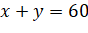 x + y = 60